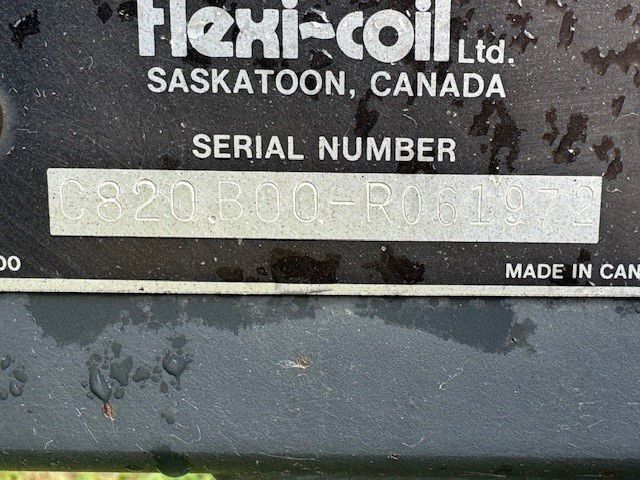 flexi-coil Ltd.
SASKATOON, CANADA
SERIAL NUMBER
C820B00-R061972
00
MADE IN CAN